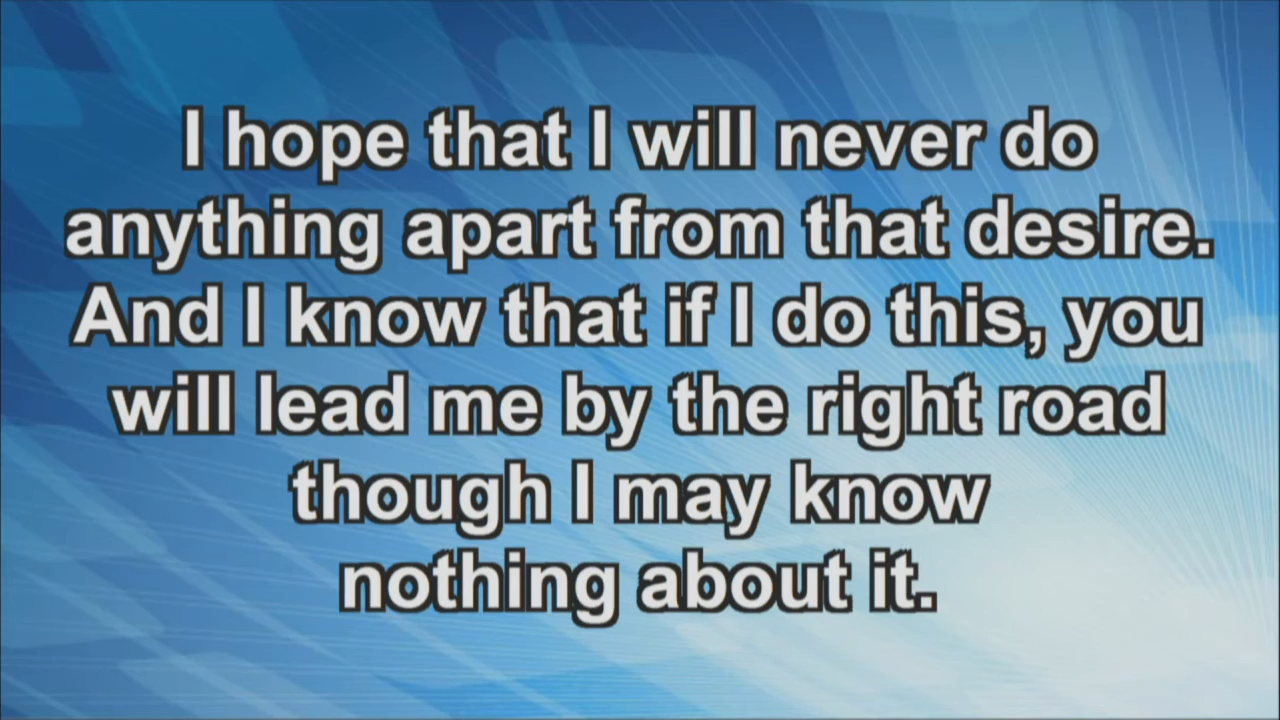 I hope that I will never do
anything apart from that desire.
And I know that if I do this, you
will lead me by the right road
though I may know
nothing about it.